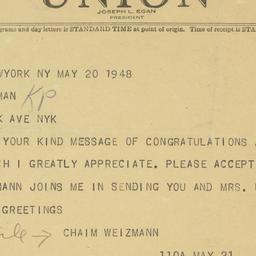 UNION
JOSEPH L. EGAN
PRESIDENT
grams and day letters is STANDARD TIME at point of origin. Time of receipt is STA
WYORK NY MAY 20 1948
MAN KP
K AVE NYK
YOUR KIND MESSAGE OF CONGRATULATIONS
H I GREATLY APPRECIATE. PLEASE ACCEPT
MANN JOINS ME IN SENDING YOU AND MRS.
GREETINGS
→ CHAIM WEIZMANN
110A MAY 21